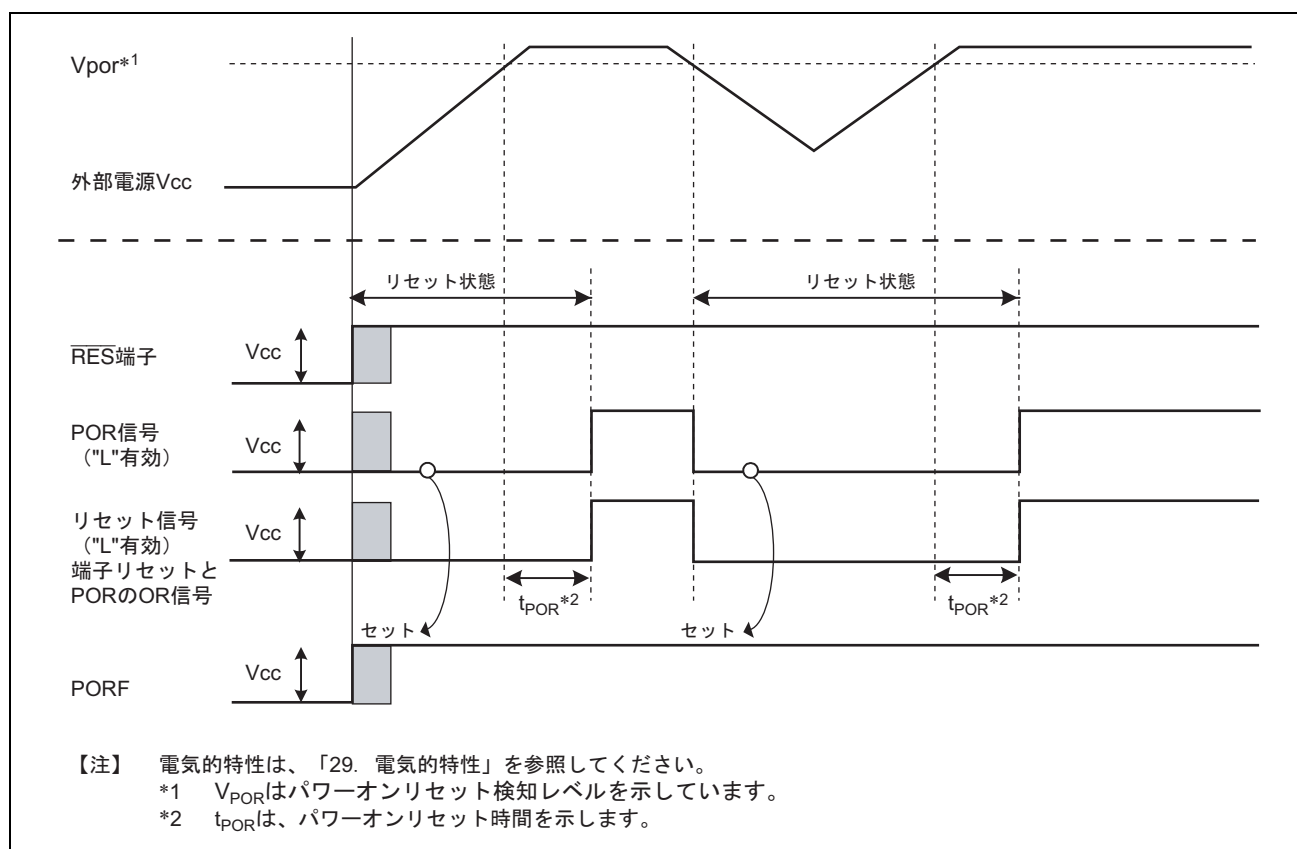 Vpor*1
外部電源Vcc
リセット状態
リセット状態
RES端子
Vcc
POR信号
("L"有効)
Vcc
リセット信号
("L"有効)
端子リセットと
PORのOR信号
Vcc
tPOR*2
tPOR*2
セット
セット
PORF
Vcc
【注】 電気的特性は、「29. 電気的特性」を参照してください。
*1 VPORはパワーオンリセット検知レベルを示しています。
*2 tPORは、パワーオンリセット時間を示します。